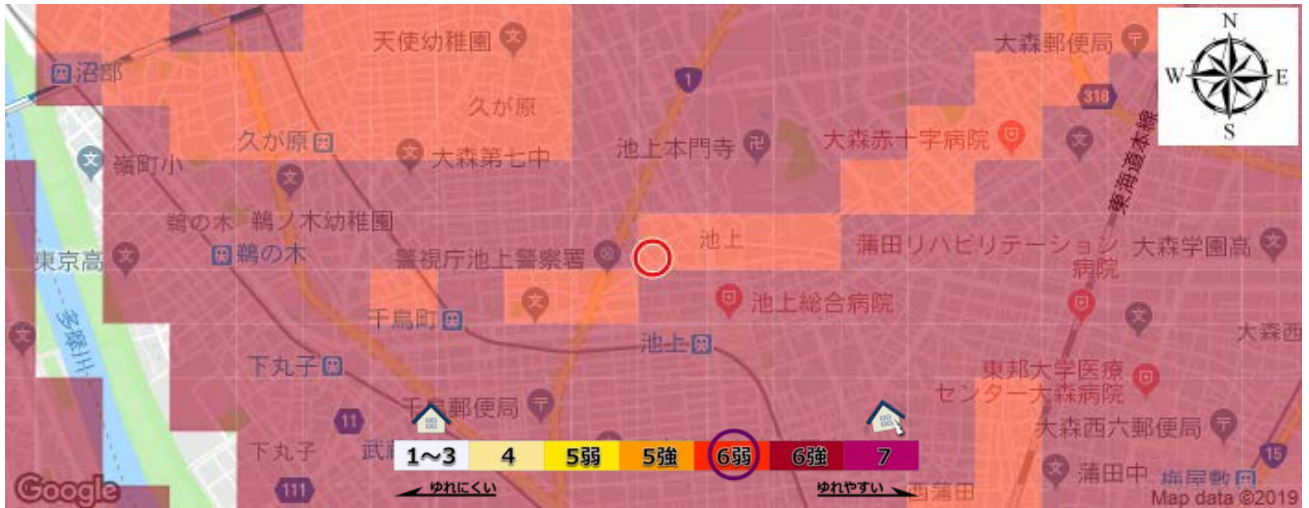 N
W E
S
天使幼稚園
大森郵便局
沼部
1
318
久が原
久が原
大森第七中
池上本門寺
大森赤十字病院
嶺町小
東海道本線
鵜の木 鵜ノ木幼稚園
池上
蒲田リハビリテーション
病院
大森学園高
東京高
鵜の木
警視庁池上警察署
池上総合病院
多摩川
千鳥町
池上
大森西
下丸子
東邦大学医療
センター大森病院
千鳥郵便局
11
大森西六郵便局
下丸子
武蔵
1～3 4 5弱 5強 6弱 6強 7
15
ゆれにくい ゆれやすい
蒲田中
梅屋敷
111
西蒲田
Google
Map data ©2019